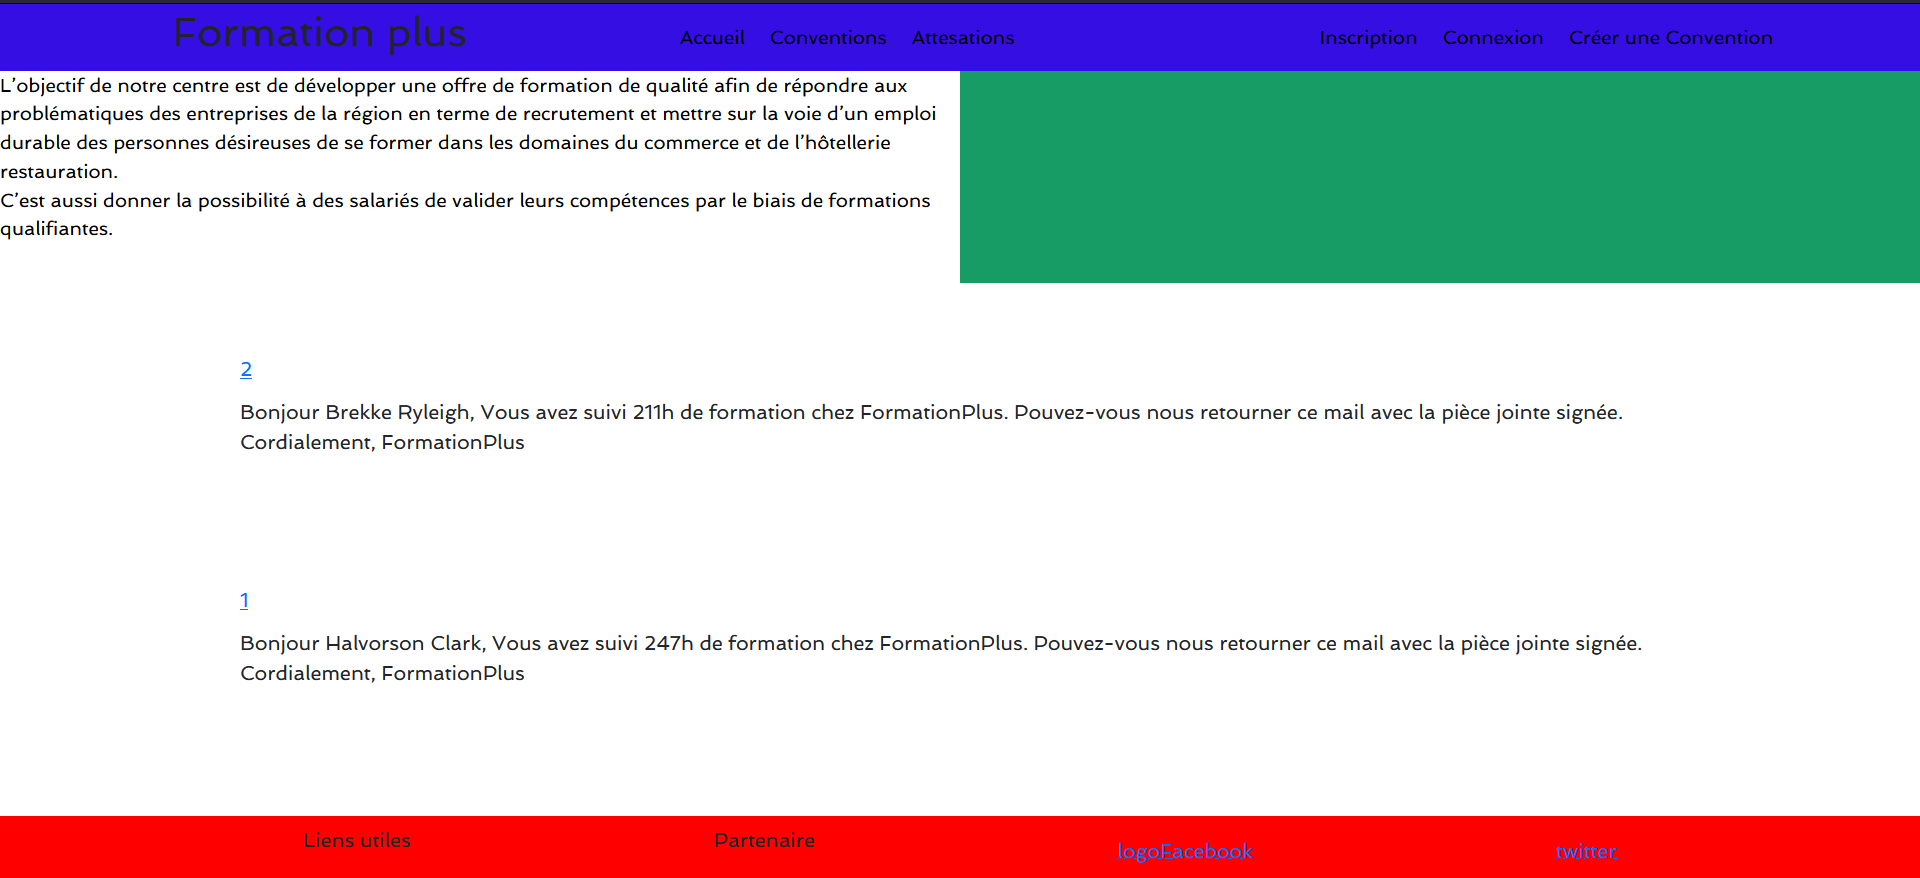 Formation plus Accueil Conventions Attesations Inscription Connexion Créer une Convention
L’objectif de notre centre est de développer une offre de formation de qualité afin de répondre aux
problématiques des entreprises de la région en terme de recrutement et mettre sur la voie d’un emploi
durable des personnes désireuses de se former dans les domaines du commerce et de l’hôtellerie
restauration.
C’est aussi donner la possibilité à des salariés de valider leurs compétences par le biais de formations
qualifiantes.
2
Bonjour Brekke Ryleigh, Vous avez suivi 211h de formation chez FormationPlus. Pouvez-vous nous retourner ce mail avec la pièce jointe signée.
Cordialement, FormationPlus
1
Bonjour Halvorson Clark, Vous avez suivi 247h de formation chez FormationPlus. Pouvez-vous nous retourner ce mail avec la pièce jointe signée.
Cordialement, FormationPlus
Liens utiles Partenaire logoFacebook twitter